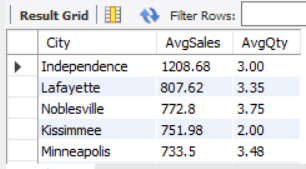 Result Grid Filter Rows:
City AvgSales AvgQty
Independence 1208.68 3.00
Lafayette 807.62 3.35
Noblesville 772.8 3.75
Kissimmee 751.98 2.00
Minneapolis 733.5 3.48